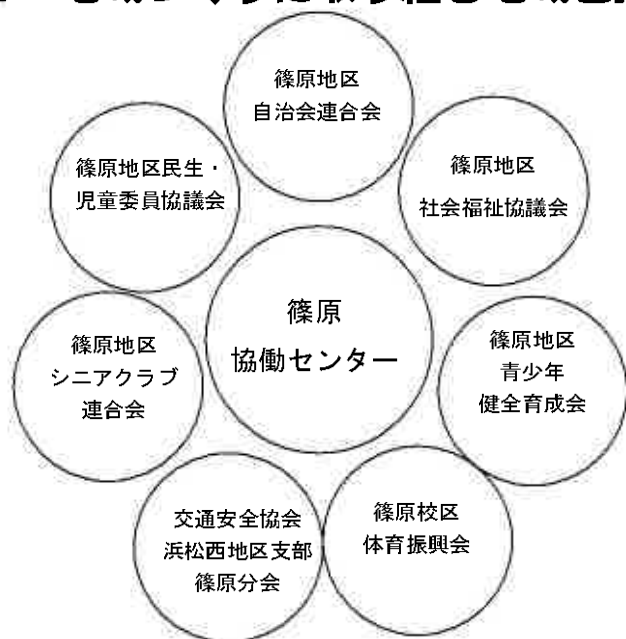 篠原地区
自治会連合会
篠原地区
社会福祉協議会
篠原地区
青少年
健全育成会
篠原校区
体育振興会
交通安全協会
浜松西地区支部
篠原分会
篠原地区
シニアクラブ
連合会
篠原地区民生・
児童委員協議会
篠原
協働センター